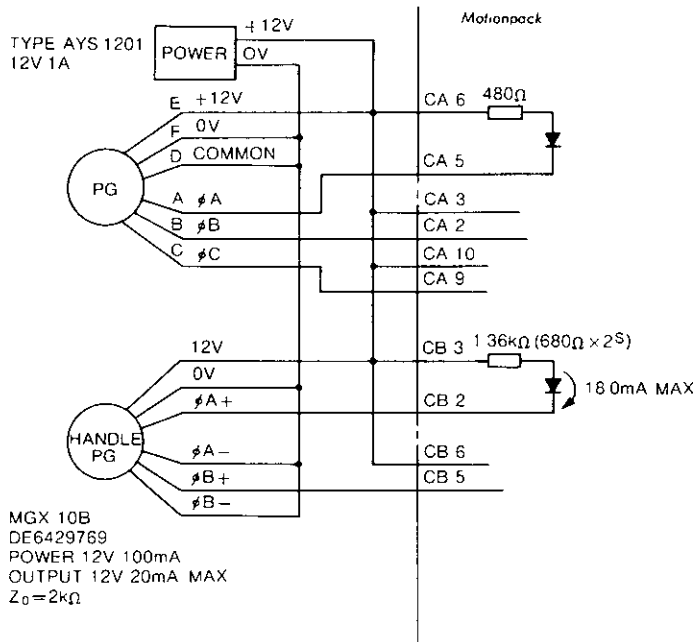 Motionpack
TYPE AYS 1201
12V 1A
POWER
+ 12V
0V
E +12V
F 0V
D COMMON
PG
A φA
B φB
C φC
CA 6
480Ω
CA 5
CA 3
CA 2
CA 10
CA 9
12V
0V
φA+
HANDLE
PG
φA−
φB+
φB−
CB 3
1 36kΩ (680Ω × 2S)
CB 2
18 0mA MAX
CB 6
CB 5
MGX 10B
DE6429769
POWER 12V 100mA
OUTPUT 12V 20mA MAX
Z0=2kΩ